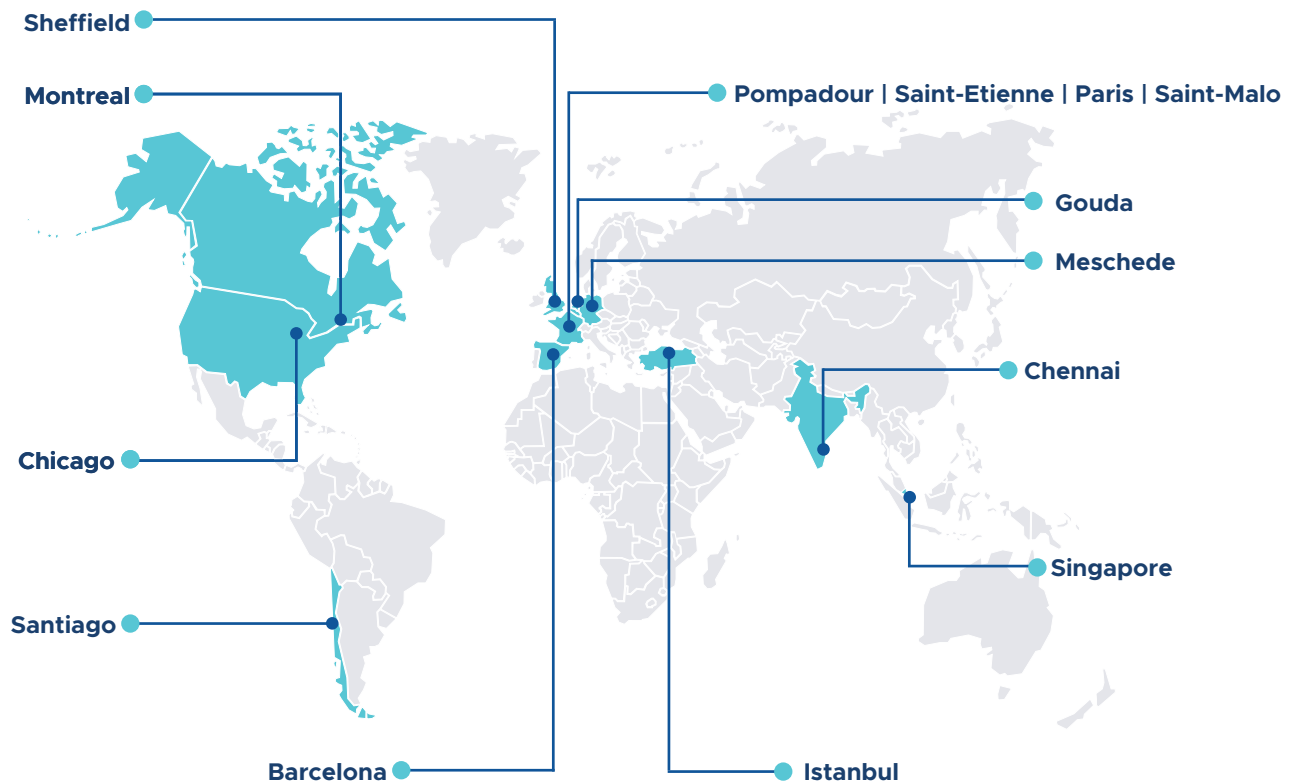 Sheffield
Montreal
Pompadour | Saint-Etienne | Paris | Saint-Malo
Gouda
Meschede
Chennai
Chicago
Singapore
Santiago
Barcelona
Istanbul